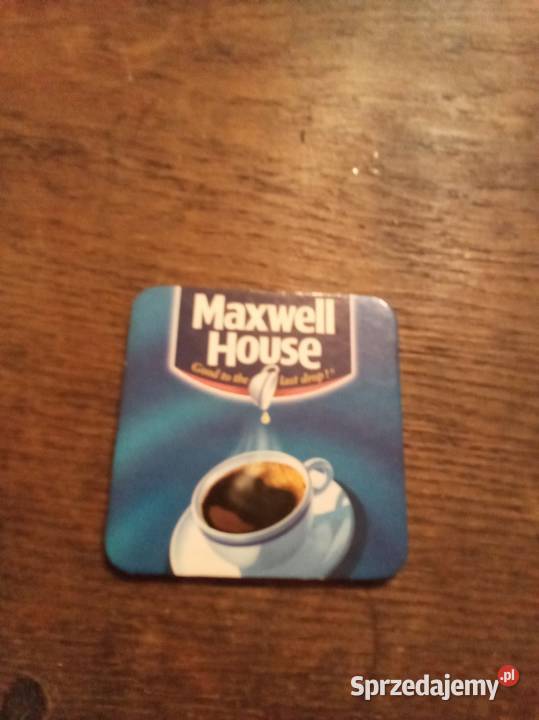 Maxwell
House
Good to the last drop!
Sprzedajemy.pl